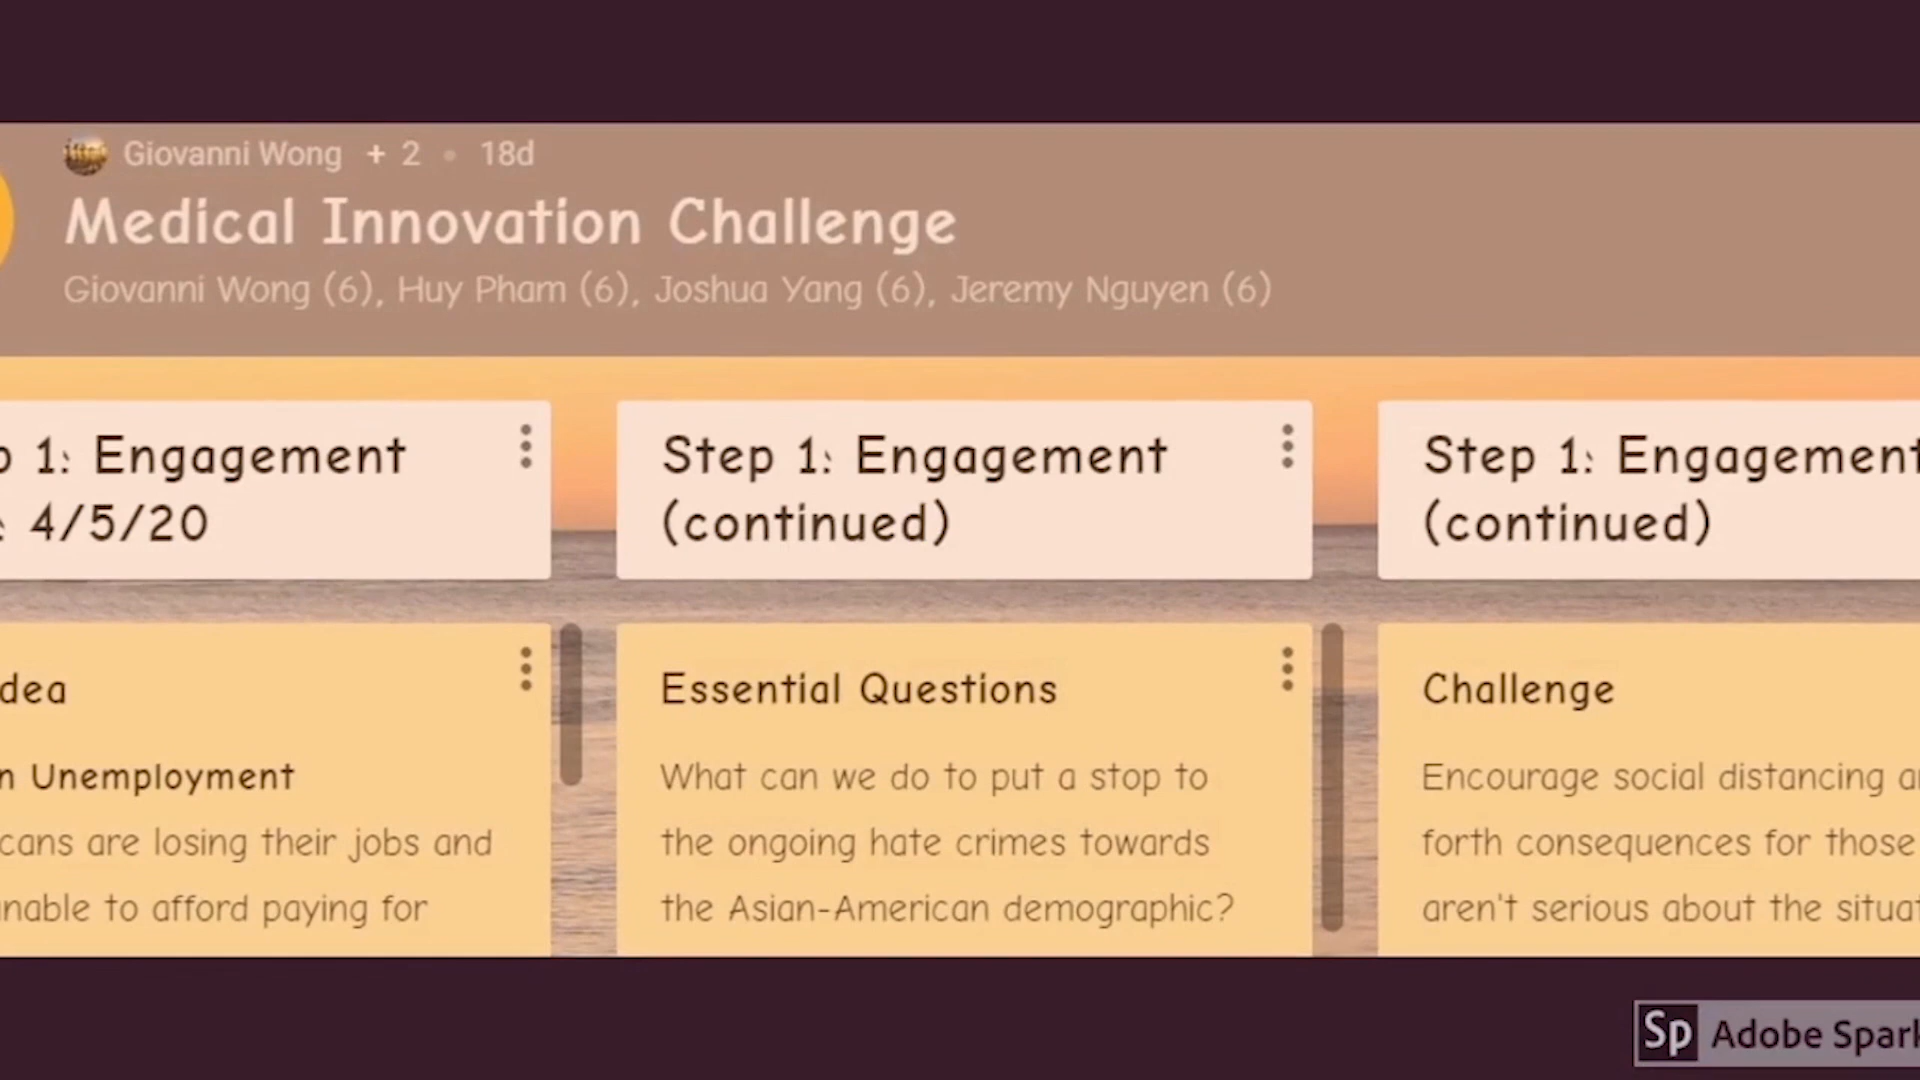 Giovanni Wong + 2 • 18d
Medical Innovation Challenge
Giovanni Wong (6), Huy Pham (6), Joshua Yang (6), Jeremy Nguyen (6)
1: Engagement
4/5/20
Unemployment
are losing their jobs and
to afford paying for
Step 1: Engagement
(continued)
Essential Questions
What can we do to put a stop to
the ongoing hate crimes towards
the Asian-American demographic?
Step 1: Engagement
(continued)
Challenge
Encourage social distancing
forth consequences for those
aren't serious about the
Sp Adobe Spark